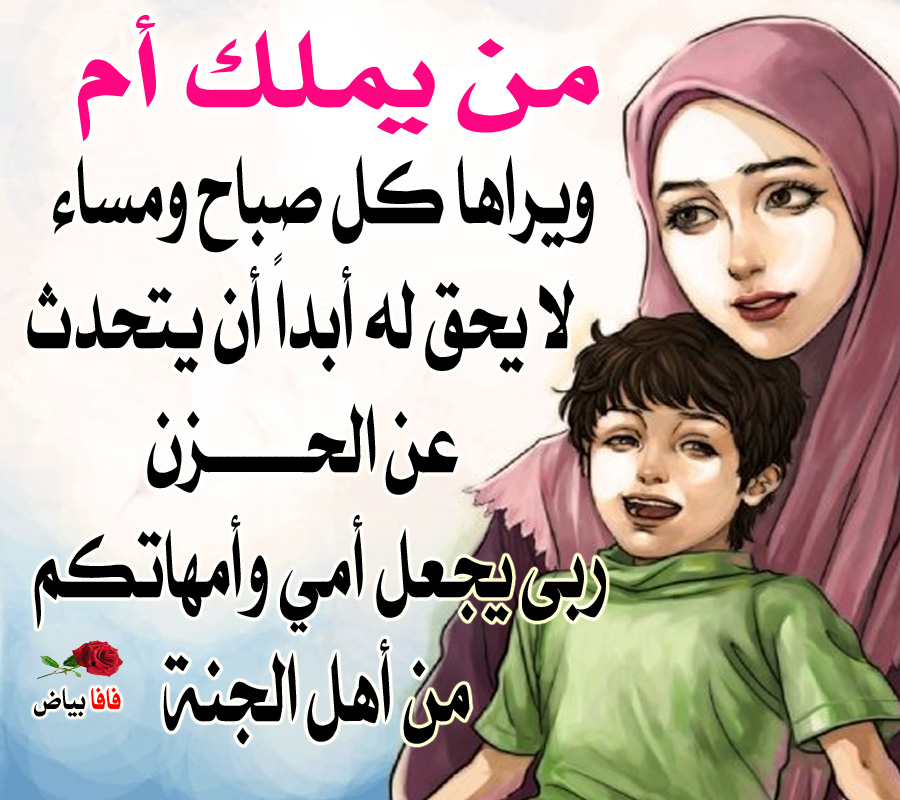 من يملك أم
ويراها كل صباح ومساء
لا يحق له أبداً أن يتحدث
عن الحـــــزن
ربى يجعل أمي وأمهاتكم
من أهل الجنة
فافا بياض